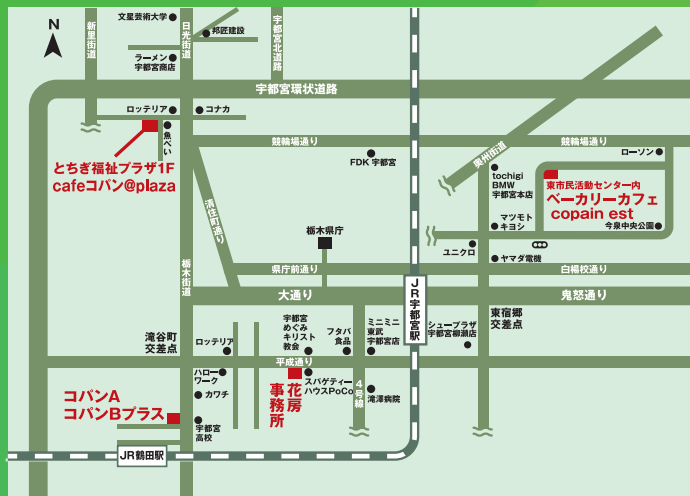 N
新里街道
文星芸術大学
日光街道
邦匠建設
宇都宮北道路
ラーメン
宇都宮商店
宇都宮環状道路
ロッテリア
コナカ
魚べい
とちぎ福祉プラザ1F
cafeコパン@plaza
競輪場通り
競輪場通り
FDK 宇都宮
奥州街道
ローソン
tochigi
BMW
宇都宮本店
東市民活動センター内
ベーカリーカフェ
copain est
今泉中央公園
マツモト
キヨシ
ユニクロ
ヤマダ電機
清住町通り
栃木県庁
栃木街道
県庁前通り
白楊校通り
大通り
鬼怒通り
JR宇都宮駅
滝谷町
交差点
ロッテリア
宇都宮
めぐみ
キリスト
教会
フタバ
食品
ミニミニ
東武
宇都宮店
シュープラザ
宇都宮柳瀬店
東宿郷
交差点
平成通り
ハロー
ワーク
カワチ
花房
事務所
スパゲティー
ハウスPoCo
4号線
滝澤病院
コパンA
コパンBプラス
宇都宮
高校
JR鶴田駅